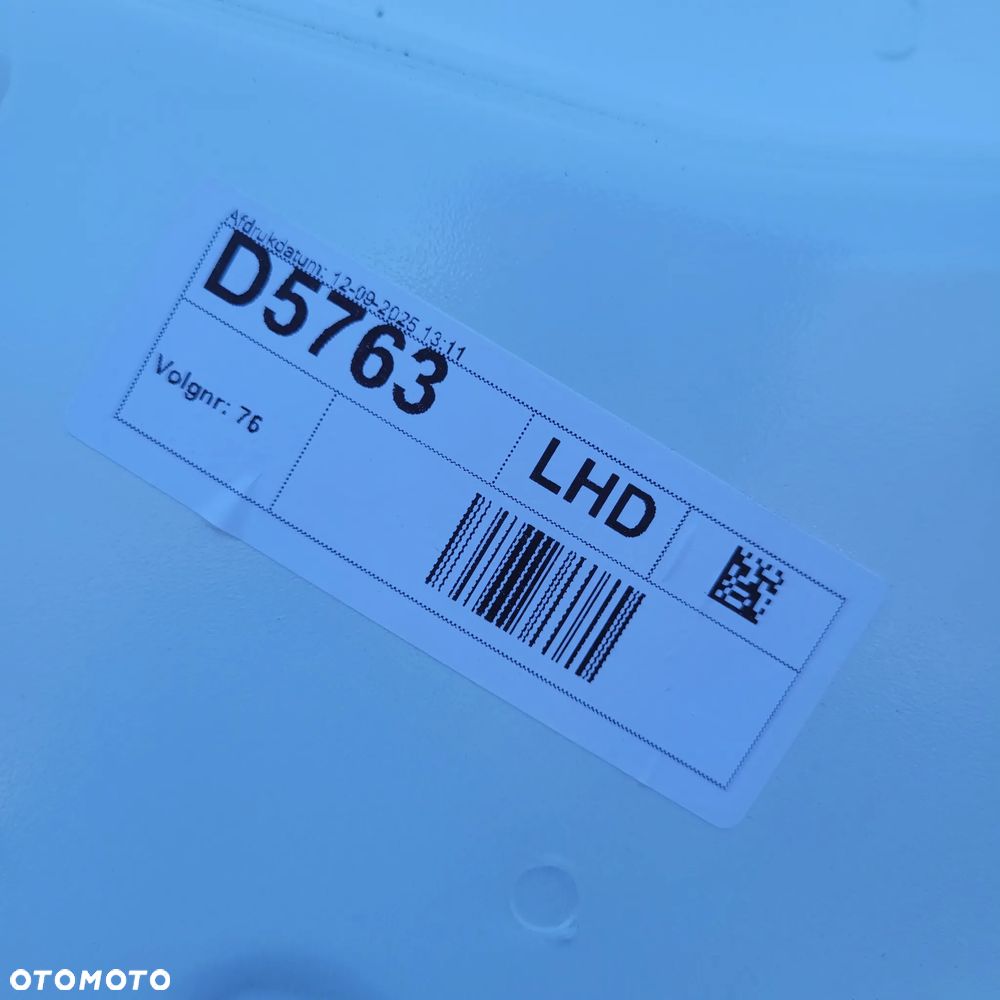 Afdrukdatum: 12-09-2025 13:11
D5763
LHD
Volgnr: 76
OTOMOTO